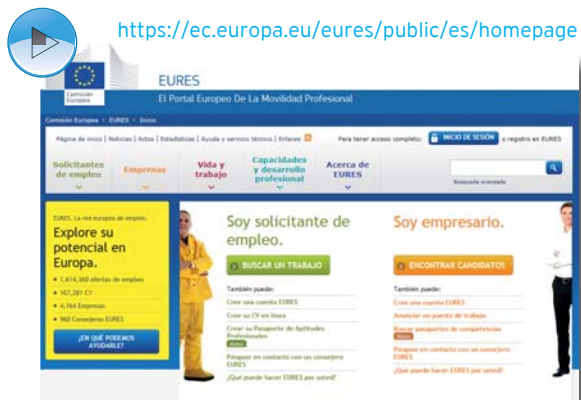 https://ec.europa.eu/eures/public/es/homepage
Comisión
Europea
EURES
El Portal Europeo De La Movilidad Profesional
Comisión Europea › EURES › Inicio
Página de inicio | Noticias | Actos | Estadísticas | Ayuda y servicio técnico | Enlaces
Para tener acceso completo: INICIO DE SESIÓN o registro en EURES
Solicitantes
de empleo
Empresas
Vida y
trabajo
Capacidades
y desarrollo
profesional
Acerca de
EURES
Búsqueda avanzada
EURES. La red europea de empleo.
Explore su
potencial en
Europa.
• 1,614,360 ofertas de empleo
• 167,281 CV
• 4,164 Empresas
• 960 Consejeros EURES
¿EN QUÉ PODEMOS
AYUDARLE?
Soy solicitante de
empleo.
BUSCAR UN TRABAJO
También puede:
Cree una cuenta EURES
Cree su CV en línea
Crear su Pasaporte de Aptitudes
Profesionales
Póngase en contacto con un consejero
EURES
¿Qué puede hacer EURES por usted?
Soy empresario.
ENCONTRAR CANDIDATOS
También puede:
Cree una cuenta EURES
Anunciar un puesto de trabajo
Buscar pasaportes de competencias
Póngase en contacto con un consejero
EURES
¿Qué puede hacer EURES por usted?